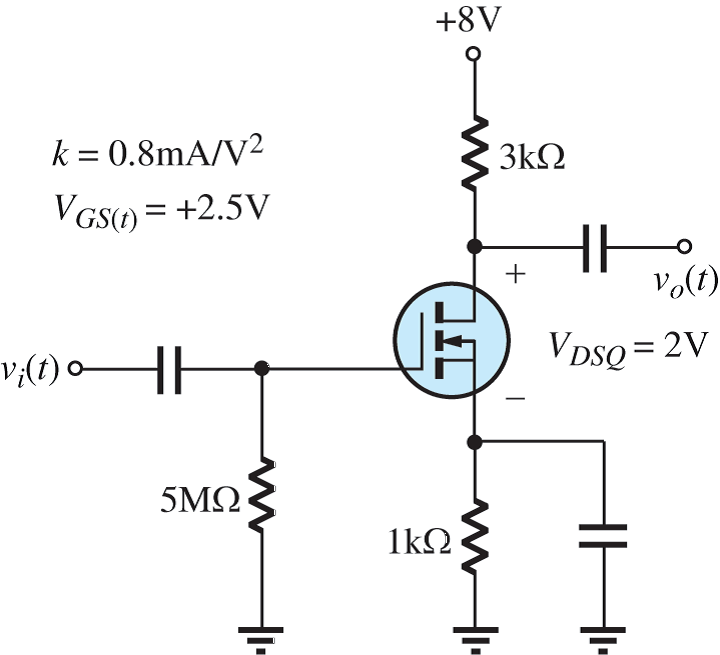 +8V
k = 0.8mA/V²
V_GS(t) = +2.5V
3kΩ
+
v_o(t)
v_i(t)
V_DSQ = 2V
–
5MΩ
1kΩ